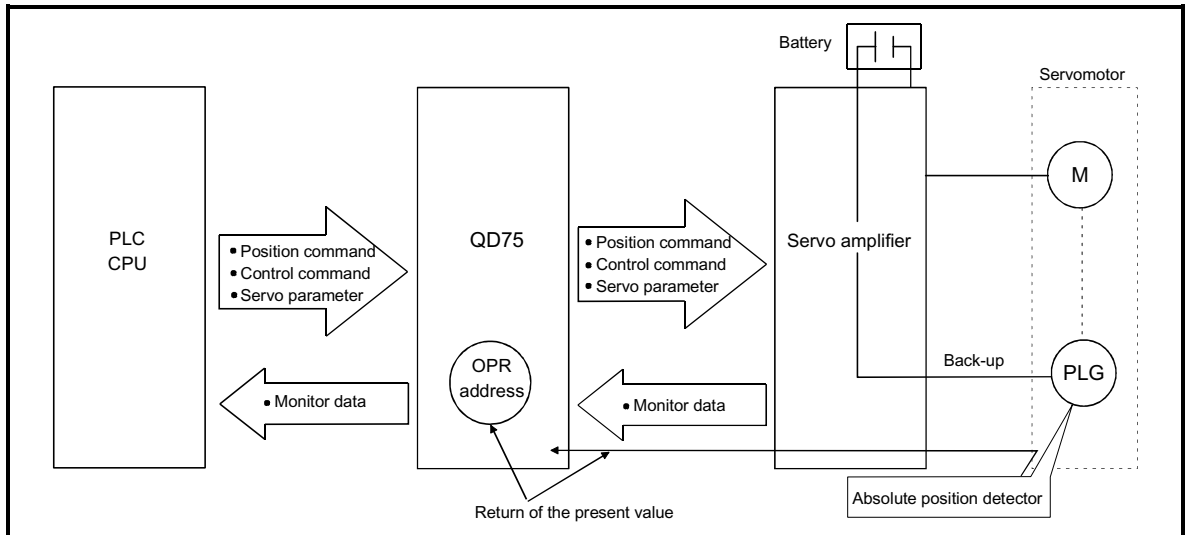 Battery
Servomotor
PLC
CPU
• Position command
• Control command
• Servo parameter
QD75
• Position command
• Control command
• Servo parameter
Servo amplifier
M
• Monitor data
OPR
address
• Monitor data
Back-up
PLG
Return of the present value
Absolute position detector